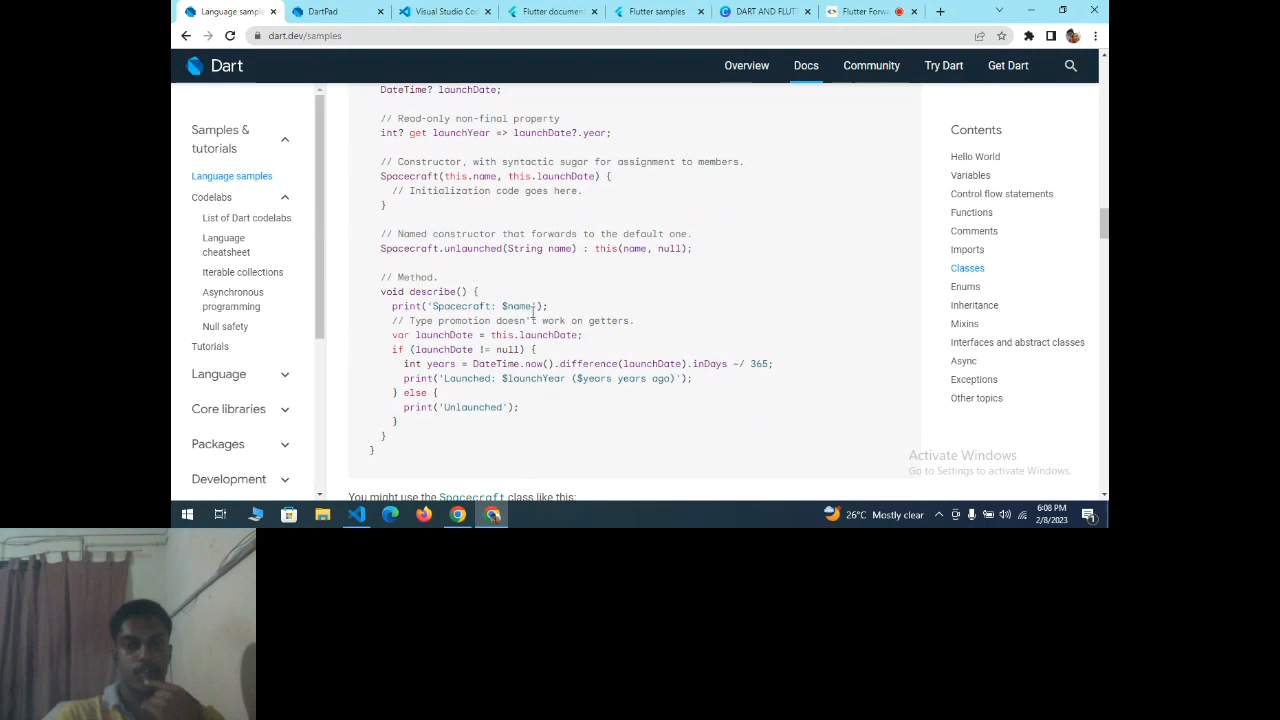 Language sample
DartPad
Visual Studio Co
Flutter documen
Flutter samples
DART AND FLUT
Flutter Forw
dart.dev/samples
Dart
Overview
Docs
Community
Try Dart
Get Dart
Samples &
tutorials
Language samples
Codelabs
List of Dart codelabs
Language
cheatsheet
Iterable collections
Asynchronous
programming
Null safety
Tutorials
Language
Core libraries
Packages
Development
DateTime? launchDate;
// Read-only non-final property
int? get launchYear => launchDate?.year;
// Constructor, with syntactic sugar for assignment to members.
Spacecraft(this.name, this.launchDate) {
// Initialization code goes here.
}
// Named constructor that forwards to the default one.
Spacecraft.unlaunched(String name) : this(name, null);
// Method.
void describe() {
print('Spacecraft: $name');
// Type promotion doesn't work on getters.
var launchDate = this.launchDate;
if (launchDate != null) {
int years = DateTime.now().difference(launchDate).inDays ~/ 365;
print('Launched: $launchYear ($years years ago)');
} else {
print('Unlaunched');
}
}
}
You might use the Spacecraft class like this:
Contents
Hello World
Variables
Control flow statements
Functions
Comments
Imports
Classes
Enums
Inheritance
Mixins
Interfaces and abstract classes
Async
Exceptions
Other topics
Activate Windows
Go to Settings to activate Windows.
26°C Mostly clear
6:08 PM
2/8/2023
1